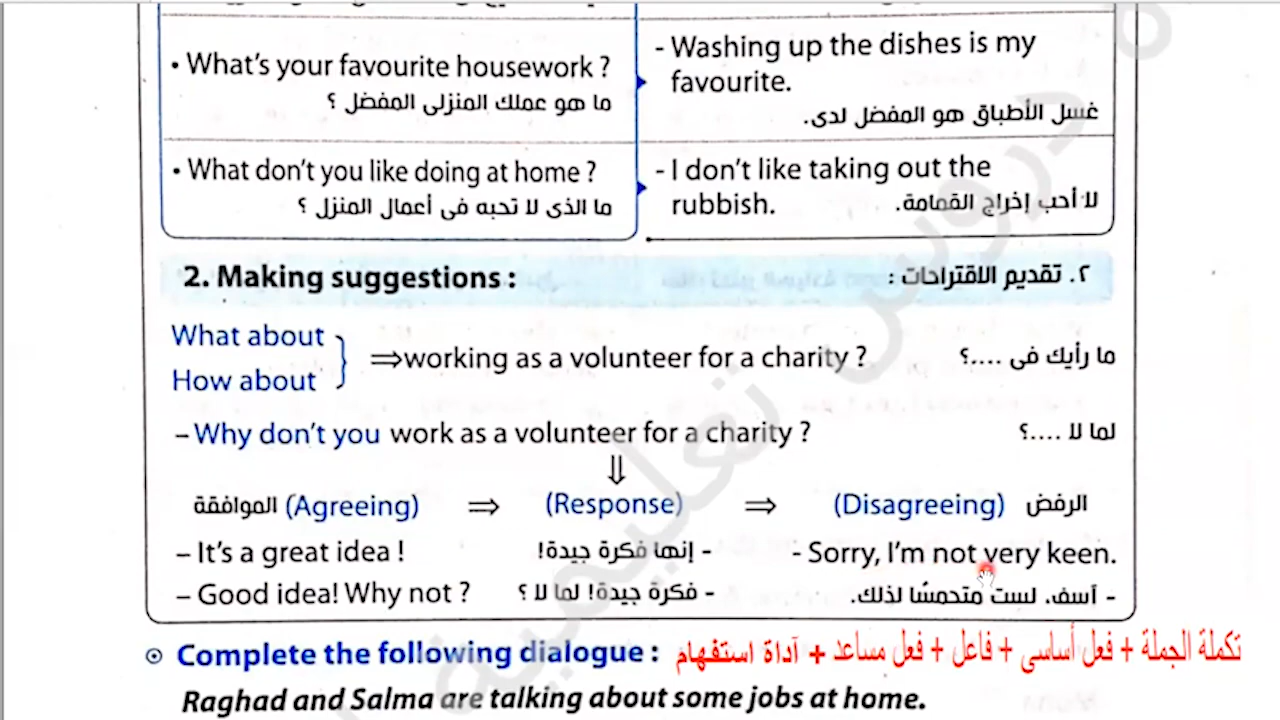 • What's your favourite housework ?
ما هو عملك المنزلى المفضل ؟
- Washing up the dishes is my
favourite.
غسل الأطباق هو المفضل لدى.
• What don't you like doing at home ?
ما الذى لا تحبه فى أعمال المنزل ؟
- I don't like taking out the
rubbish. لا أحب إخراج القمامة.
2. Making suggestions : ٢. تقديم الاقتراحات :
What about
How about
⇒working as a volunteer for a charity ? ما رأيك فى ....؟
– Why don't you work as a volunteer for a charity ? لما لا ....؟
⇓
الموافقة (Agreeing) ⇒ (Response) ⇒ (Disagreeing) الرفض
– It's a great idea ! - إنها فكرة جيدة! - Sorry, I'm not very keen.
– Good idea! Why not ? - فكرة جيدة! لما لا ؟ - آسف. لست متحمسًا لذلك.
⊙ Complete the following dialogue : آداة استفهام + فعل مساعد + فاعل + فعل أساسى + تكملة الجملة
Raghad and Salma are talking about some jobs at home.
دروس تعليمية